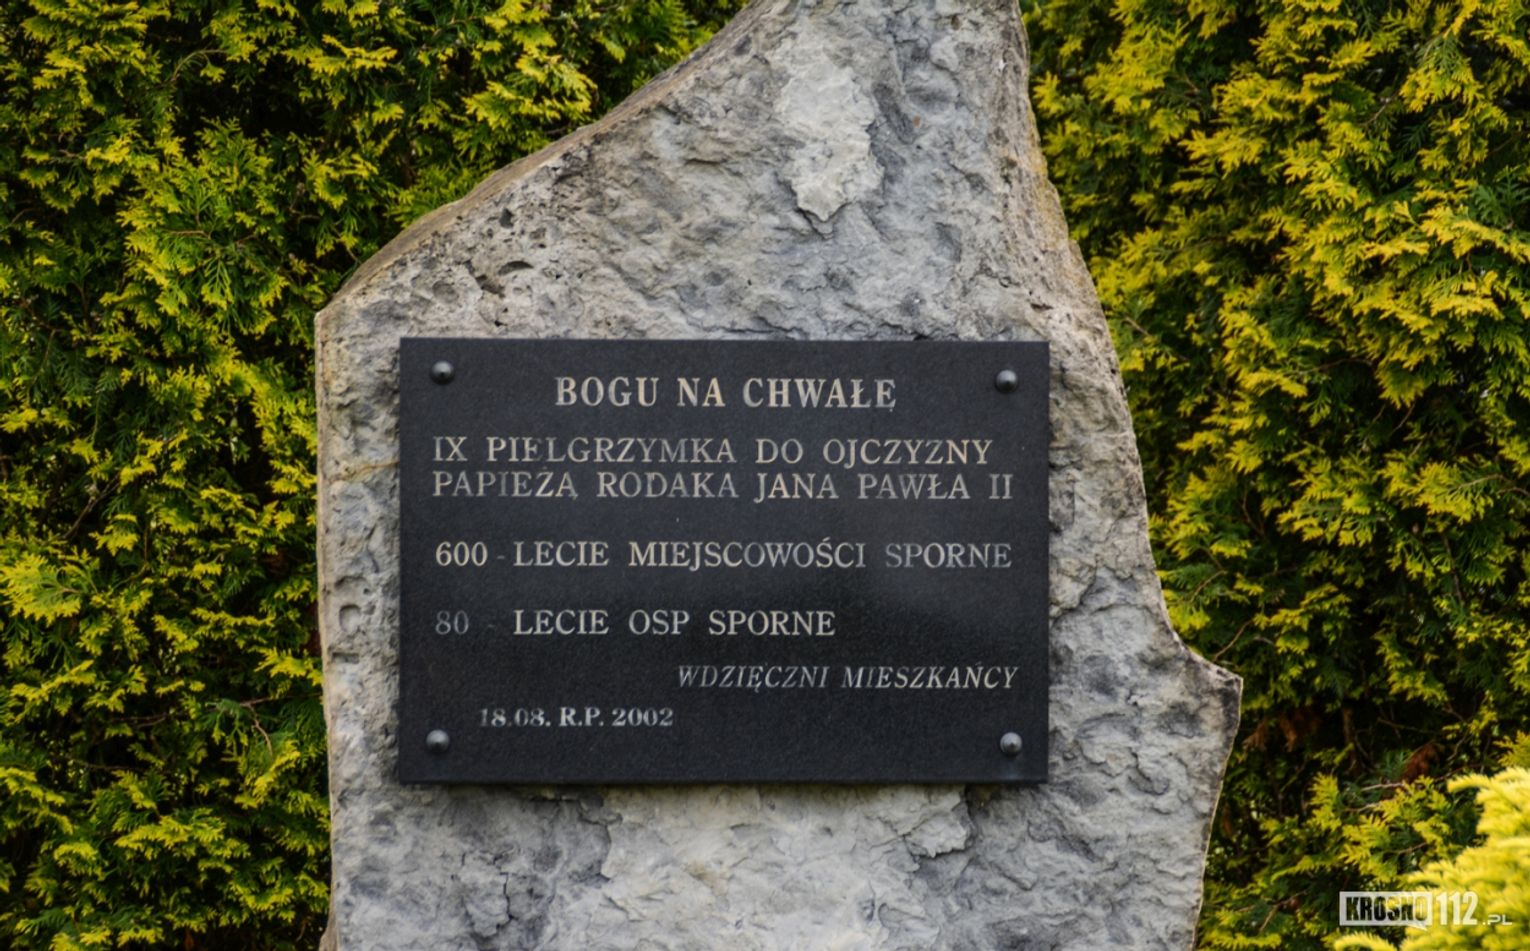 BOGU NA CHWAŁĘ
IX PIELGRZYMKA DO OJCZYZNY
PAPIEŻA RODAKA JANA PAWŁA II
600 - LECIE MIEJSCOWOŚCI SPORNE
80 - LECIE OSP SPORNE
WDZIĘCZNI MIESZKAŃCY
18.08. R.P. 2002
KROSNO112.PL